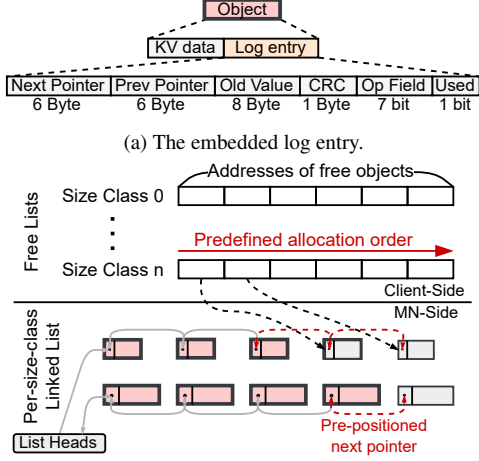 Object
KV data Log entry
Next Pointer Prev Pointer Old Value CRC Op Field Used
6 Byte 6 Byte 8 Byte 1 Byte 7 bit 1 bit
(a) The embedded log entry.
Addresses of free objects
Free Lists
Size Class 0
Predefined allocation order
Size Class n
Client-Side
MN-Side
Per-size-class
Linked List
List Heads
Pre-positioned
next pointer